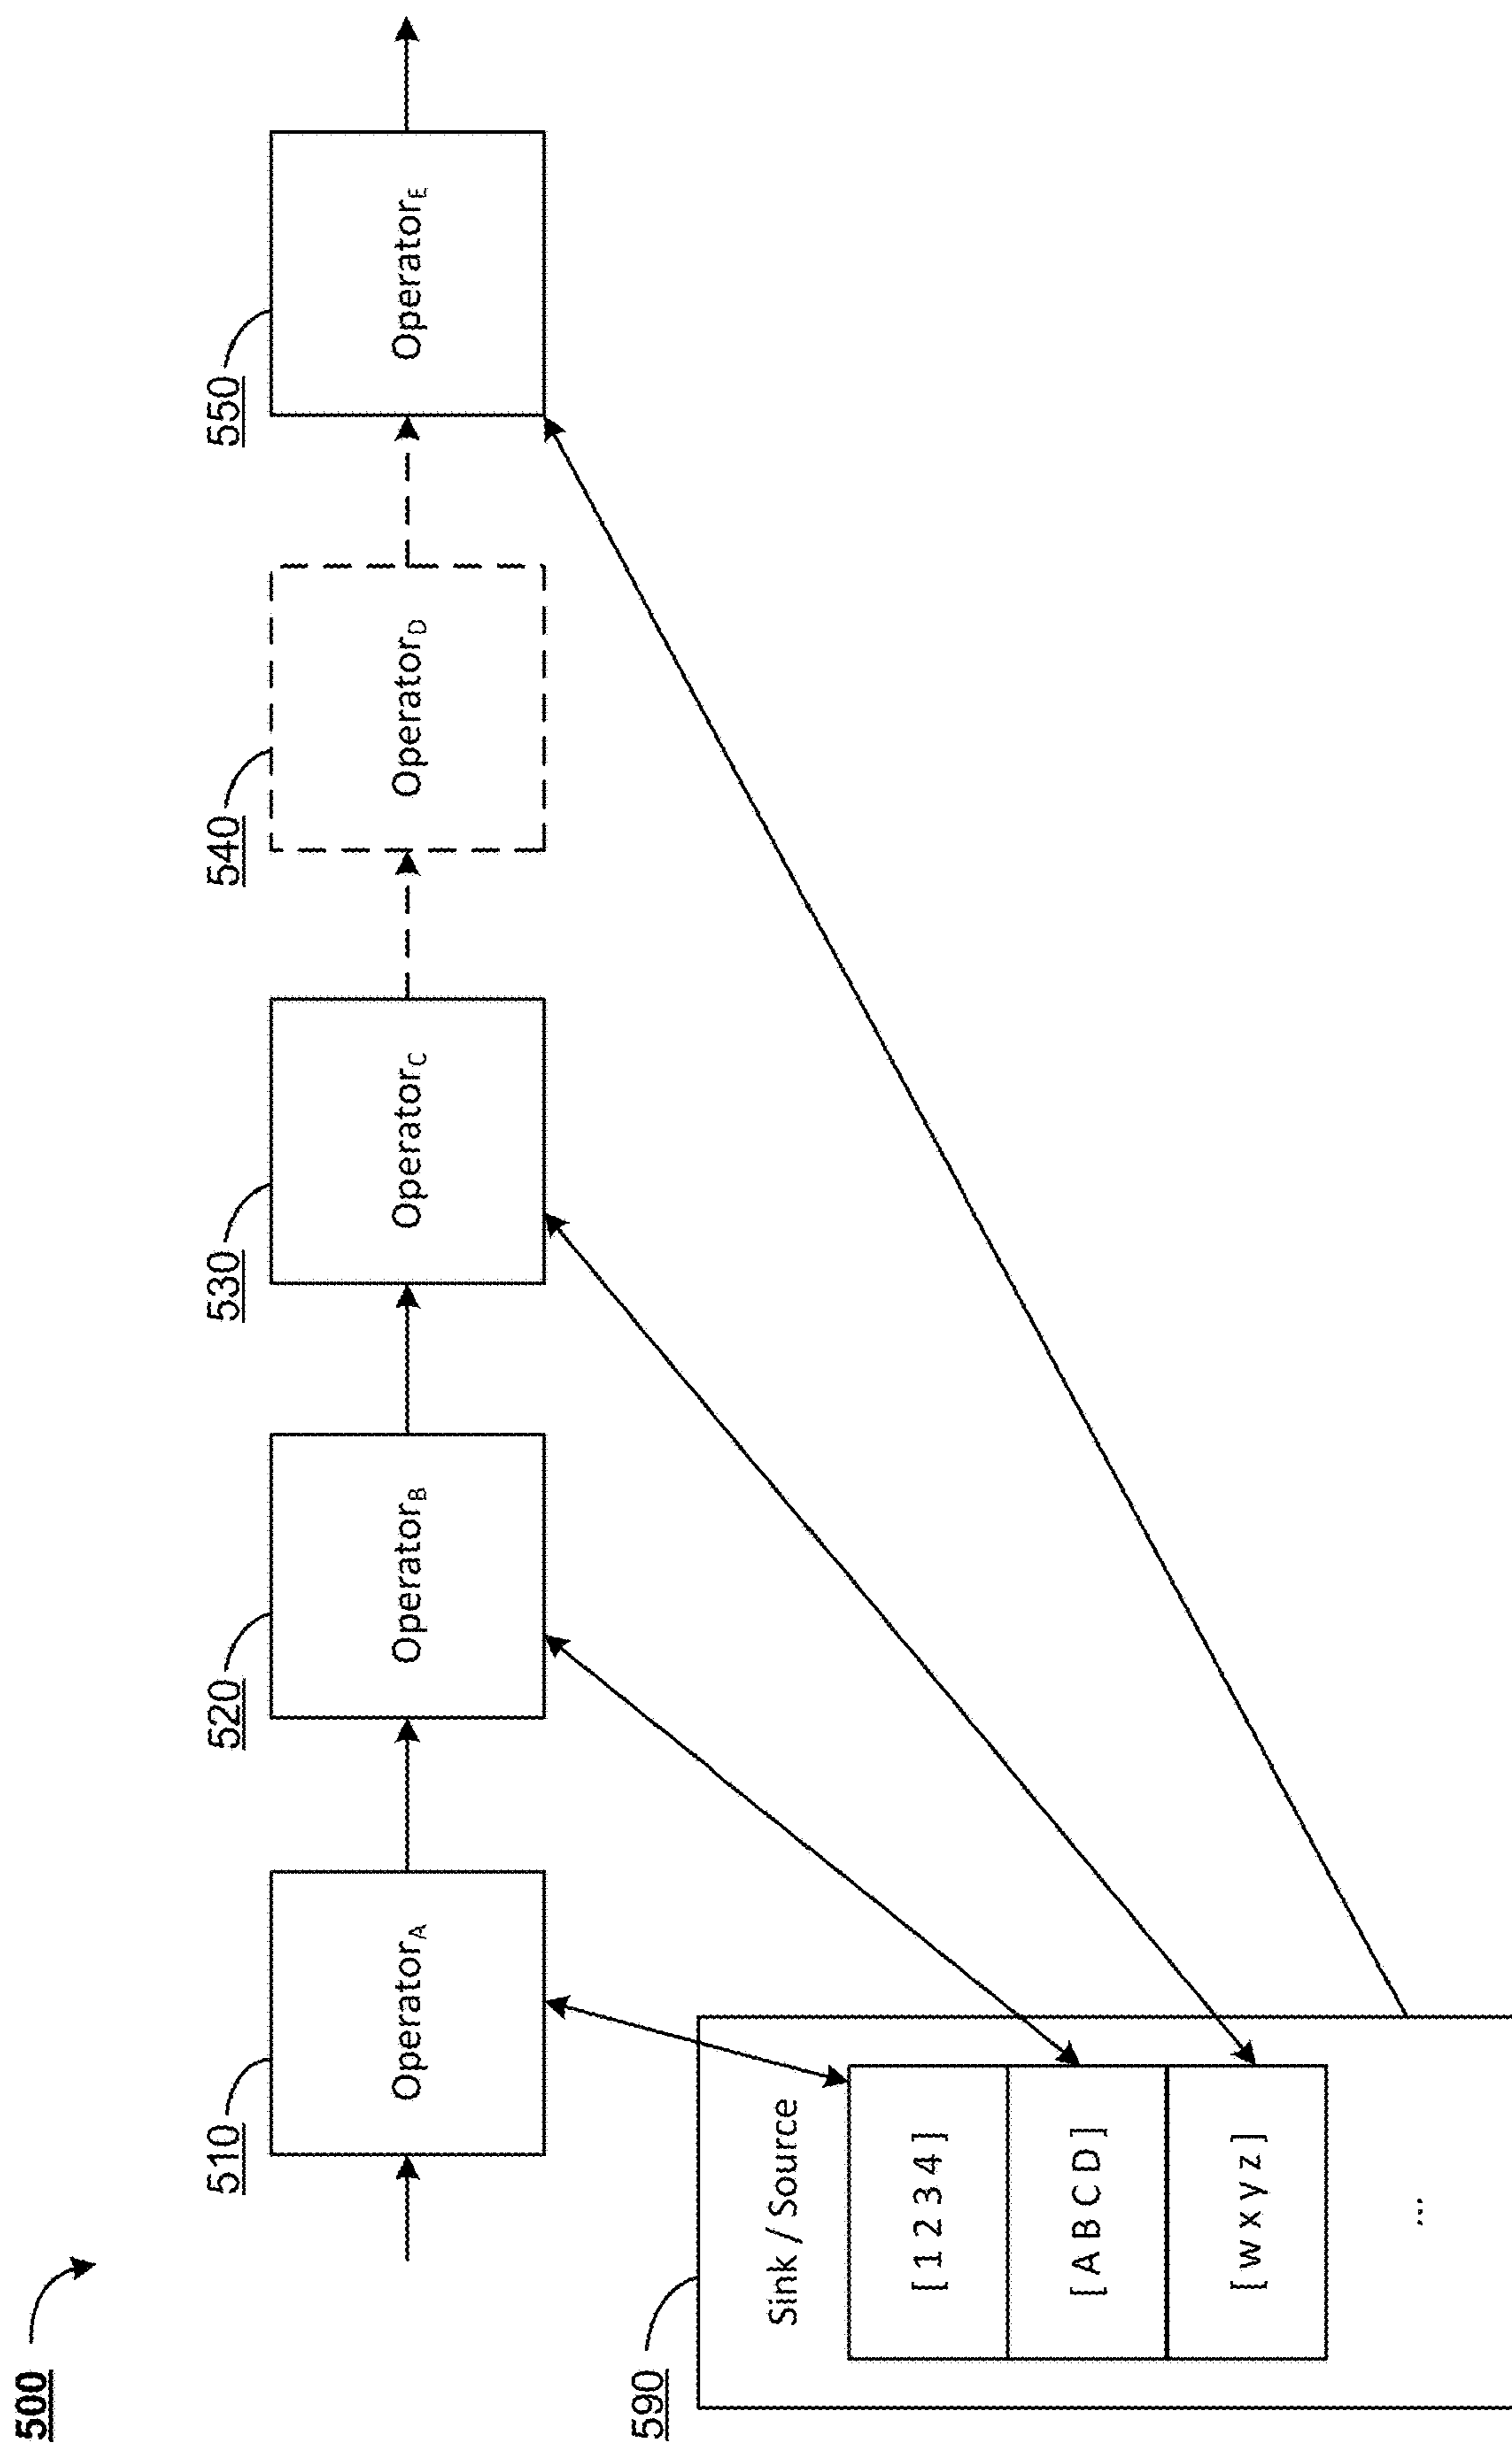 500
510
Operator_A
520
Operator_B
530
Operator_C
540
Operator_D
550
Operator_E
590
Sink / Source
[ 1 2 3 4 ]
[ A B C D ]
[ w x y z ]
...